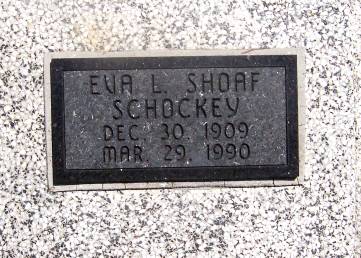 EVA L. SHOAF
SCHOCKEY
DEC. 30. 1909
MAR. 29. 1990